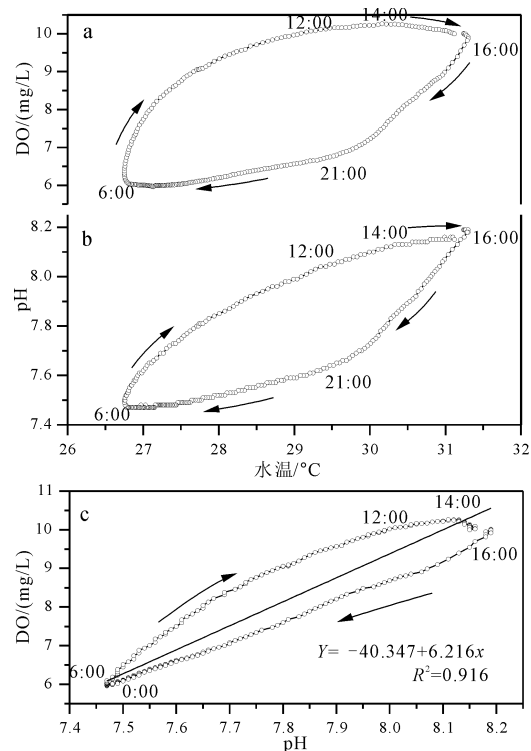 a
DO/(mg/L)
10
9
8
7
6
5
12:00
14:00
16:00
6:00
21:00
b
pH
8.2
8.0
7.8
7.6
7.4
12:00
14:00
16:00
6:00
21:00
26 27 28 29 30 31 32
水温/°C
c
DO/(mg/L)
11
10
9
8
7
6
5
12:00
14:00
16:00
6:00
0:00
Y= −40.347+6.216x
R²=0.916
7.4 7.5 7.6 7.7 7.8 7.9 8.0 8.1 8.2
pH